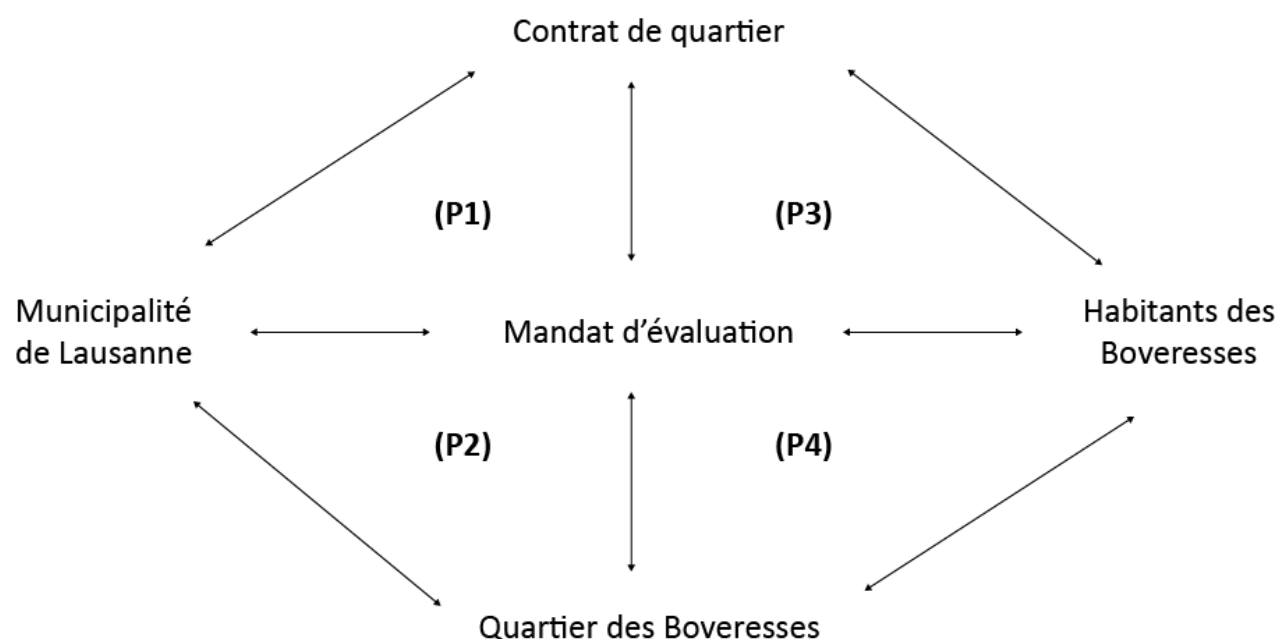 Contrat de quartier
(P1)
(P3)
Municipalité
de Lausanne
Mandat d’évaluation
Habitants des
Boveresses
(P2)
(P4)
Quartier des Boveresses